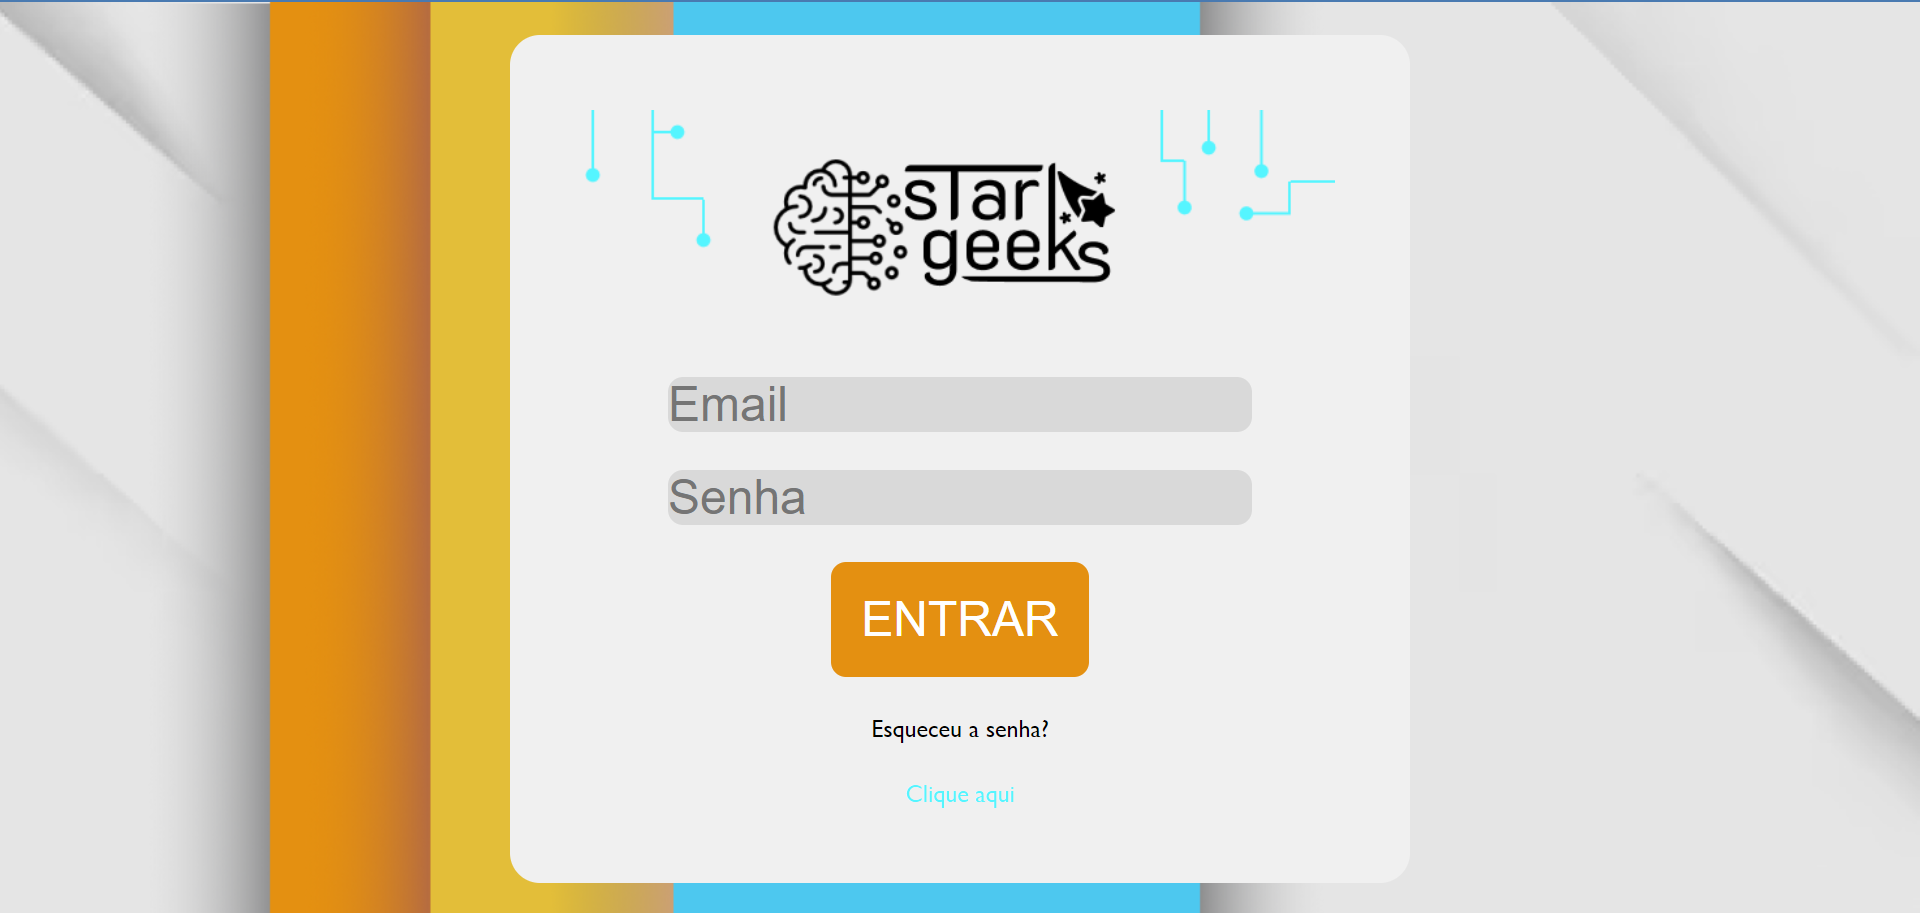 sTar
geeks
Email
Senha
ENTRAR
Esqueceu a senha?
Clique aqui